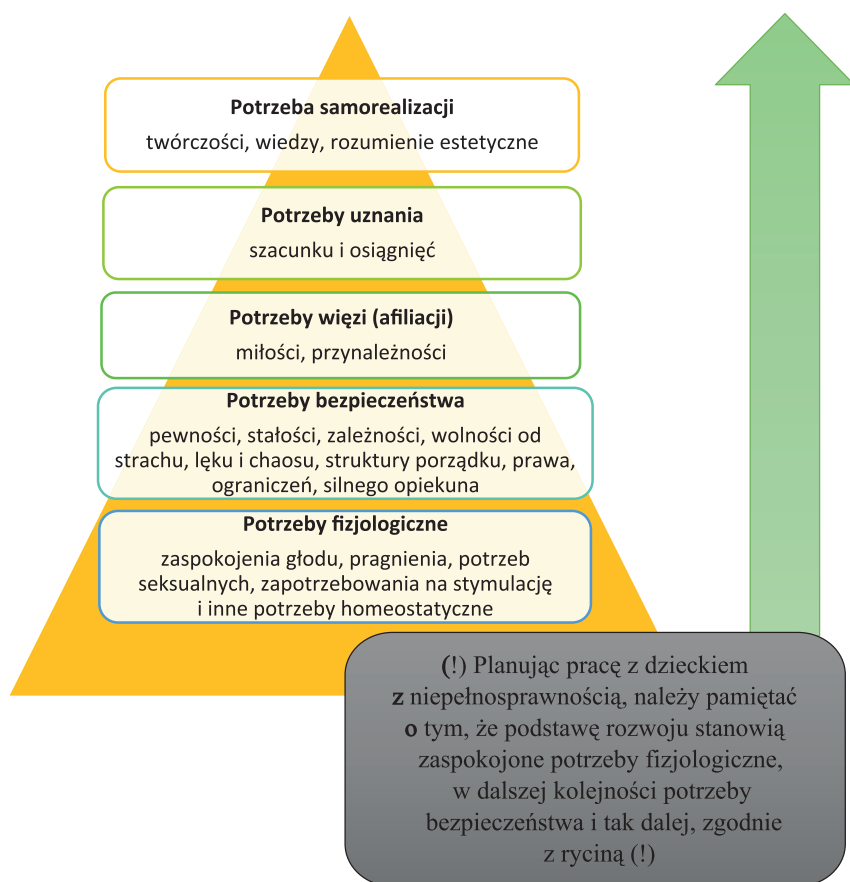 Potrzeba samorealizacji
twórczości, wiedzy, rozumienie estetyczne
Potrzeby uznania
szacunku i osiągnięć
Potrzeby więzi (afiliacji)
miłości, przynależności
Potrzeby bezpieczeństwa
pewności, stałości, zależności, wolności od
strachu, lęku i chaosu, struktury porządku, prawa,
ograniczeń, silnego opiekuna
Potrzeby fizjologiczne
zaspokojenia głodu, pragnienia, potrzeb
seksualnych, zapotrzebowania na stymulację
i inne potrzeby homeostatyczne
(!) Planując pracę z dzieckiem
z niepełnosprawnością, należy pamiętać
o tym, że podstawę rozwoju stanowią
zaspokojone potrzeby fizjologiczne,
w dalszej kolejności potrzeby
bezpieczeństwa i tak dalej, zgodnie
z ryciną (!)